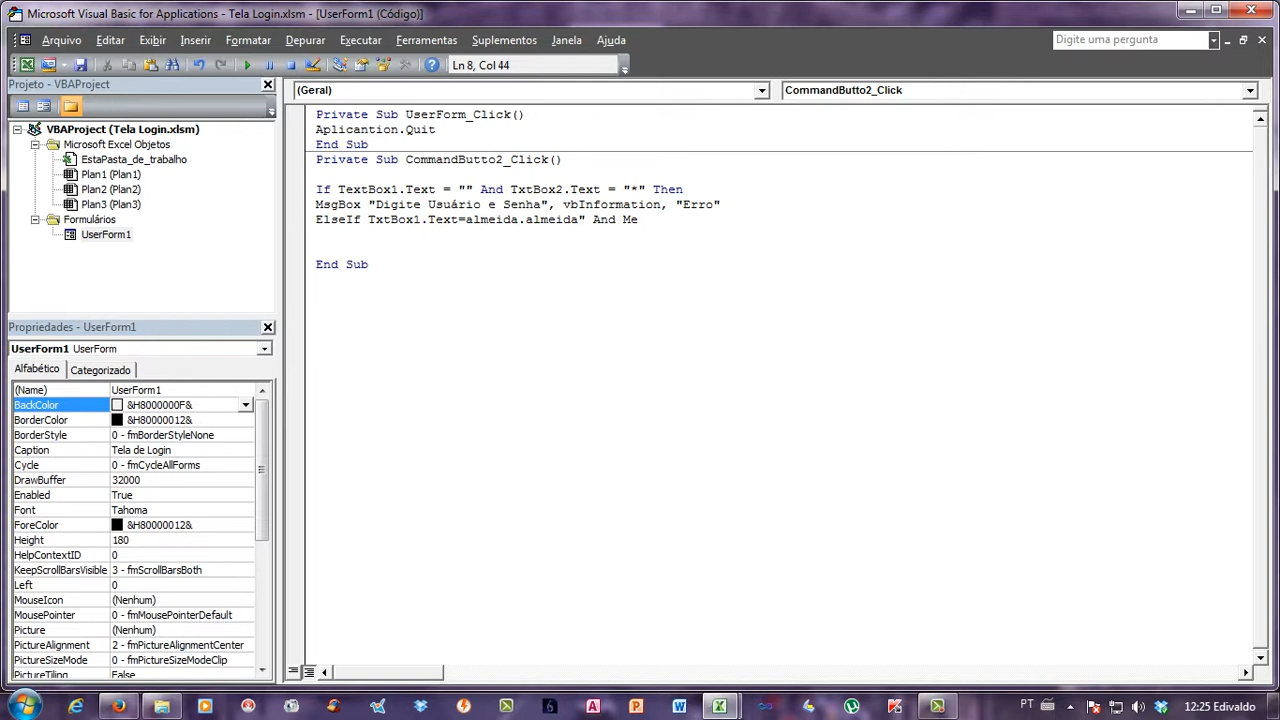 Microsoft Visual Basic for Applications - Tela Login.xlsm - [UserForm1 (Código)]
Arquivo Editar Exibir Inserir Formatar Depurar Executar Ferramentas Suplementos Janela Ajuda
Digite uma pergunta
Ln 8, Col 44
Projeto - VBAProject
VBAProject (Tela Login.xlsm)
Microsoft Excel Objetos
EstaPasta_de_trabalho
Plan1 (Plan1)
Plan2 (Plan2)
Plan3 (Plan3)
Formulários
UserForm1
Propriedades - UserForm1
UserForm1 UserForm
Alfabético Categorizado
(Name) UserForm1
BackColor &H8000000F&
BorderColor &H80000012&
BorderStyle 0 - fmBorderStyleNone
Caption Tela de Login
Cycle 0 - fmCycleAllForms
DrawBuffer 32000
Enabled True
Font Tahoma
ForeColor &H80000012&
Height 180
HelpContextID 0
KeepScrollBarsVisible 3 - fmScrollBarsBoth
Left 0
MouseIcon (Nenhum)
MousePointer 0 - fmMousePointerDefault
Picture (Nenhum)
PictureAlignment 2 - fmPictureAlignmentCenter
PictureSizeMode 0 - fmPictureSizeModeClip
PictureTiling False
(Geral) CommandButto2_Click
Private Sub UserForm_Click()
Aplicantion.Quit
End Sub
Private Sub CommandButto2_Click()
If TextBox1.Text = "" And TxtBox2.Text = "*" Then
MsgBox "Digite Usuário e Senha", vbInformation, "Erro"
ElseIf TxtBox1.Text=almeida.almeida" And Me
End Sub
PT
12:25 Edivaldo